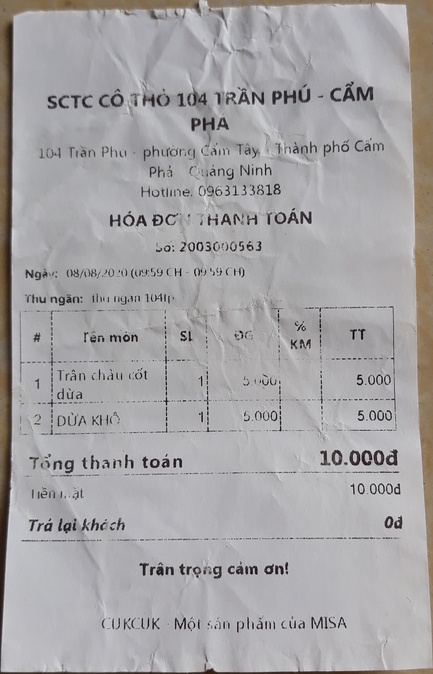 SCTC CÔ THỎ 104 TRẦN PHÚ - CẨM
PHẢ
104 Trần Phú - phường Cẩm Tây, Thành phố Cẩm
Phả Quảng Ninh
Hotline: 0963133818
HÓA ĐƠN THANH TOÁN
Số: 2003000563
Ngày: 08/08/2020 (09:59 CH - 09:59 CH)
Thu ngân: thu ngan 104tp
# Tên món SL ĐG % KM TT
1 Trân châu cốt dừa 1 5.000 5.000
2 DỪA KHÔ 1 5.000 5.000
Tổng thanh toán 10.000đ
Tiền mặt 10.000đ
Trả lại khách 0đ
Trân trọng cảm ơn!
CUKCUK - Một sản phẩm của MISA